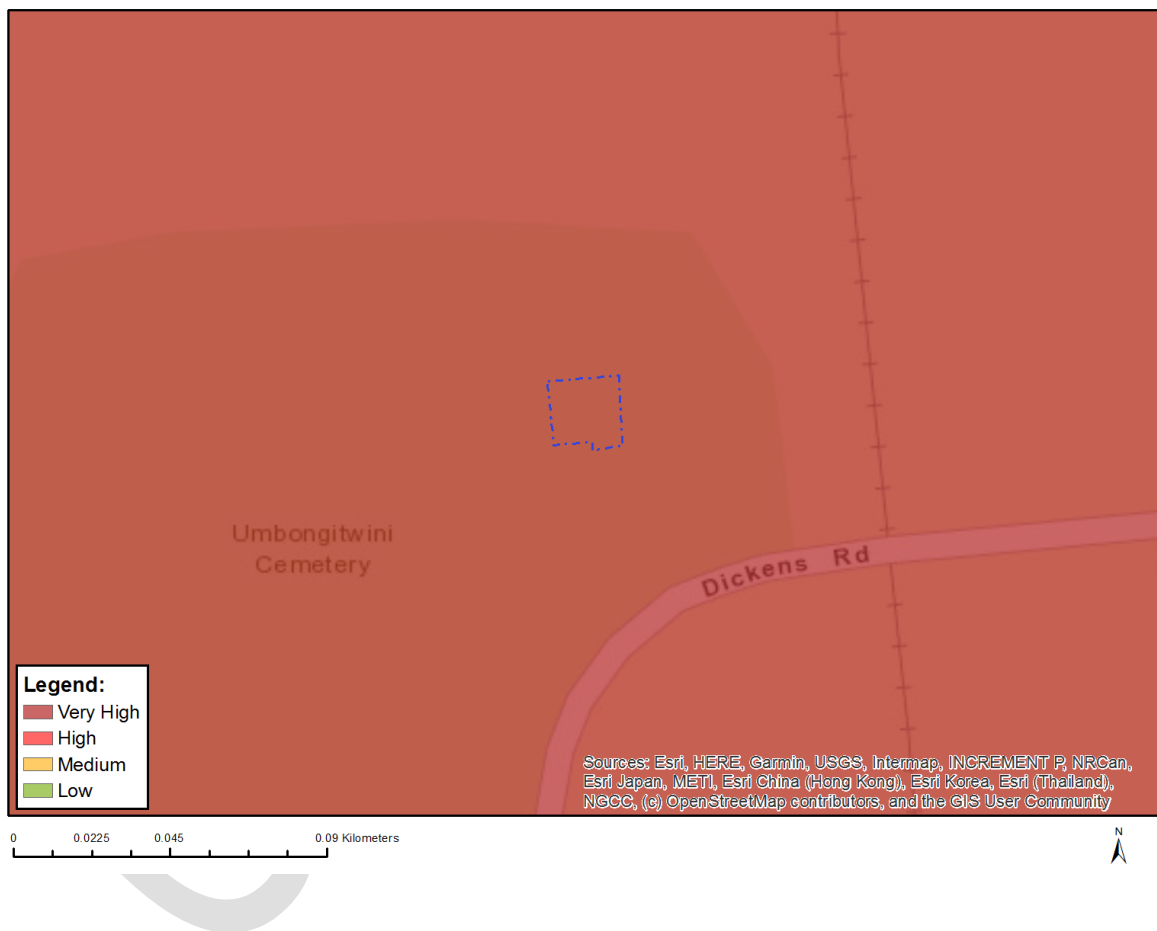 Umbongitwini
Cemetery
Dickens Rd
Legend:
Very High
High
Medium
Low
Sources: Esri, HERE, Garmin, USGS, Intermap, INCREMENT P, NRCan,
Esri Japan, METI, Esri China (Hong Kong), Esri Korea, Esri (Thailand),
NGCC, (c) OpenStreetMap contributors, and the GIS User Community
0 0.0225 0.045 0.09 Kilometers
N